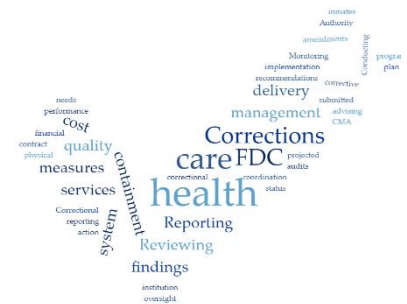 inmates
Authority
amendments
Conducting
Monitoring
program
implementation
plan
recommendations
corrective
delivery
needs
submitted
performance
management
advising
cost
CMA
financial
Corrections
contract
quality
physical
care FDC
projected
audits
measures
containment
correctional
coordination
services
health
status
Correctional
reporting
action
system
Reporting
Reviewing
findings
institution
oversight